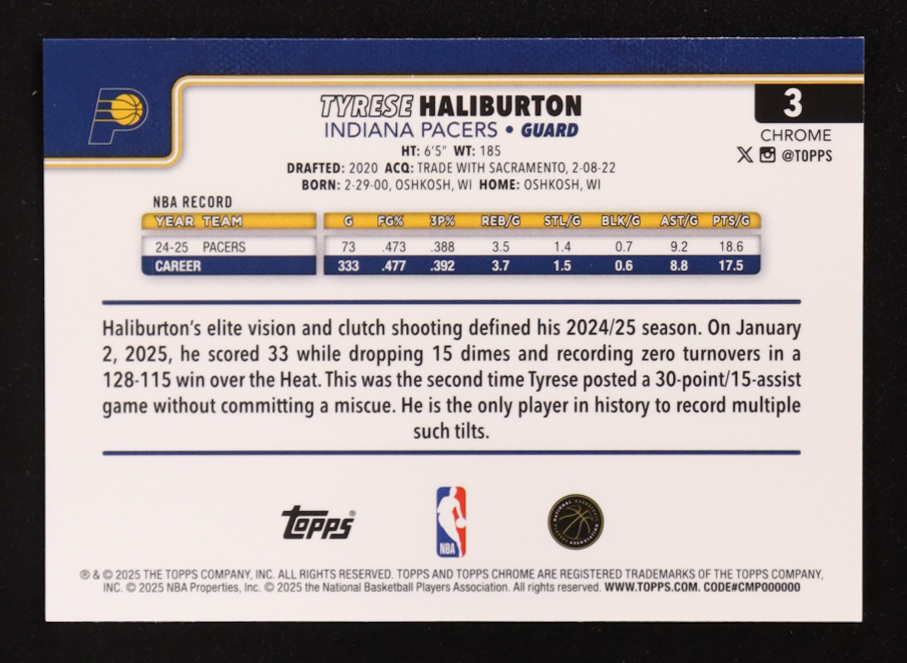 TYRESE HALIBURTON
INDIANA PACERS • GUARD
HT: 6'5" WT: 185
DRAFTED: 2020 ACQ: TRADE WITH SACRAMENTO, 2-08-22
BORN: 2-29-00, OSHKOSH, WI HOME: OSHKOSH, WI
3
CHROME
@TOPPS
NBA RECORD
YEAR TEAM G FG% 3P% REB/G STL/G BLK/G AST/G PTS/G
24-25 PACERS 73 .473 .388 3.5 1.4 0.7 9.2 18.6
CAREER 333 .477 .392 3.7 1.5 0.6 8.8 17.5
Haliburton's elite vision and clutch shooting defined his 2024/25 season. On January
2, 2025, he scored 33 while dropping 15 dimes and recording zero turnovers in a
128-115 win over the Heat. This was the second time Tyrese posted a 30-point/15-assist
game without committing a miscue. He is the only player in history to record multiple
such tilts.
topps®
NBA
® & © 2025 THE TOPPS COMPANY, INC. ALL RIGHTS RESERVED. TOPPS AND TOPPS CHROME ARE REGISTERED TRADEMARKS OF THE TOPPS COMPANY,
INC. © 2025 NBA Properties, Inc. © 2025 the National Basketball Players Association. All rights reserved. WWW.TOPPS.COM. CODE#CMP000000